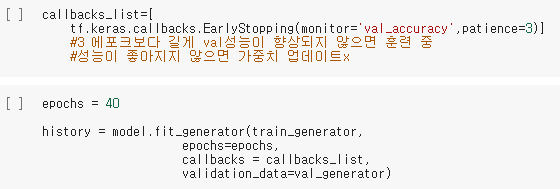 [ ] callbacks_list=[
tf.keras.callbacks.EarlyStopping(monitor='val_accuracy',patience=3)]
#3 에포크보다 길게 val성능이 향상되지 않으면 훈련 중
#성능이 좋아지지 않으면 가중치 업데이트x
[ ] epochs = 40
history = model.fit_generator(train_generator,
epochs=epochs,
callbacks = callbacks_list,
validation_data=val_generator)